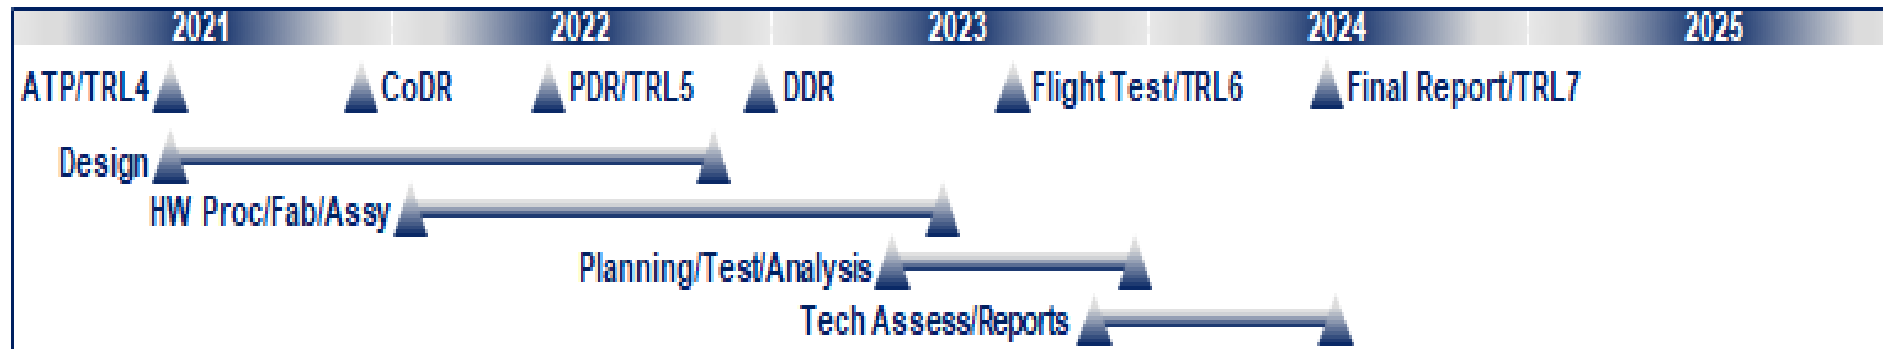 2021 2022 2023 2024 2025
ATP/TRL4 CoDR PDR/TRL5 DDR Flight Test/TRL6 Final Report/TRL7
Design
HW Proc/Fab/Assy
Planning/Test/Analysis
Tech Assess/Reports